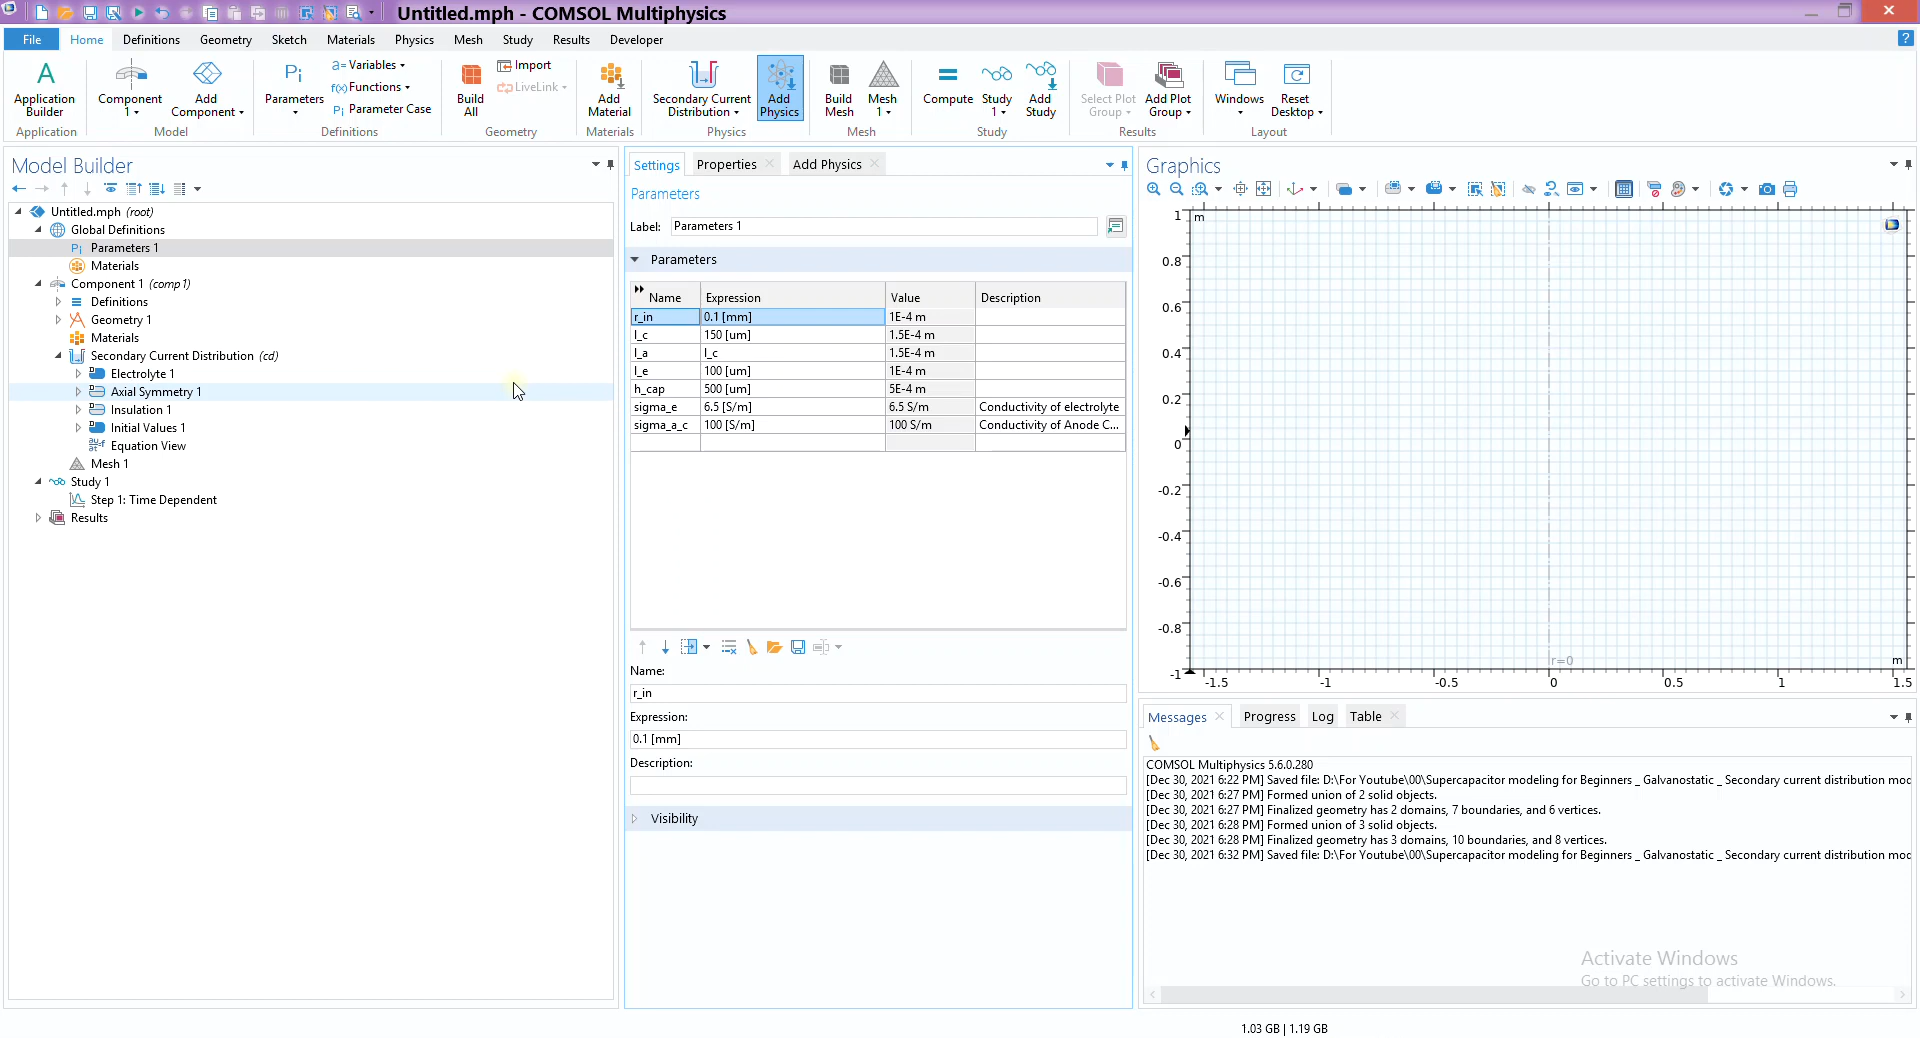 Untitled.mph - COMSOL Multiphysics
File Home Definitions Geometry Sketch Materials Physics Mesh Study Results Developer
Application Builder
Application
Component 1
Add Component
Model
Pi
Parameters
a= Variables
f(x) Functions
Pi Parameter Case
Definitions
Build All
Import
LiveLink
Geometry
Add Material
Materials
Secondary Current Distribution
Add Physics
Physics
Build Mesh
Mesh 1
Mesh
Compute
Study 1
Add Study
Study
Select Plot Group
Add Plot Group
Results
Windows
Reset Desktop
Layout
Model Builder
Untitled.mph (root)
Global Definitions
Pi Parameters 1
Materials
Component 1 (comp1)
Definitions
Geometry 1
Materials
Secondary Current Distribution (cd)
Electrolyte 1
Axial Symmetry 1
Insulation 1
Initial Values 1
Equation View
Mesh 1
Study 1
Step 1: Time Dependent
Results
Settings Properties Add Physics
Parameters
Label: Parameters 1
Parameters
Name Expression Value Description
r_in 0.1 [mm] 1E-4 m
l_c 150 [um] 1.5E-4 m
l_a l_c 1.5E-4 m
l_e 100 [um] 1E-4 m
h_cap 500 [um] 5E-4 m
sigma_e 6.5 [S/m] 6.5 S/m Conductivity of electrolyte
sigma_a_c 100 [S/m] 100 S/m Conductivity of Anode C...
Name:
r_in
Expression:
0.1 [mm]
Description:
Visibility
Graphics
m
1
0.8
0.6
0.4
0.2
0
-0.2
-0.4
-0.6
-0.8
-1
r=0
m
-1.5 -1 -0.5 0 0.5 1 1.5
Messages Progress Log Table
COMSOL Multiphysics 5.6.0.280
[Dec 30, 2021 6:22 PM] Saved file: D:\For Youtube\00\Supercapacitor modeling for Beginners _ Galvanostatic _ Secondary current distribution mod
[Dec 30, 2021 6:27 PM] Formed union of 2 solid objects.
[Dec 30, 2021 6:27 PM] Finalized geometry has 2 domains, 7 boundaries, and 6 vertices.
[Dec 30, 2021 6:28 PM] Formed union of 3 solid objects.
[Dec 30, 2021 6:28 PM] Finalized geometry has 3 domains, 10 boundaries, and 8 vertices.
[Dec 30, 2021 6:32 PM] Saved file: D:\For Youtube\00\Supercapacitor modeling for Beginners _ Galvanostatic _ Secondary current distribution mod
Activate Windows
Go to PC settings to activate Windows.
1.03 GB | 1.19 GB